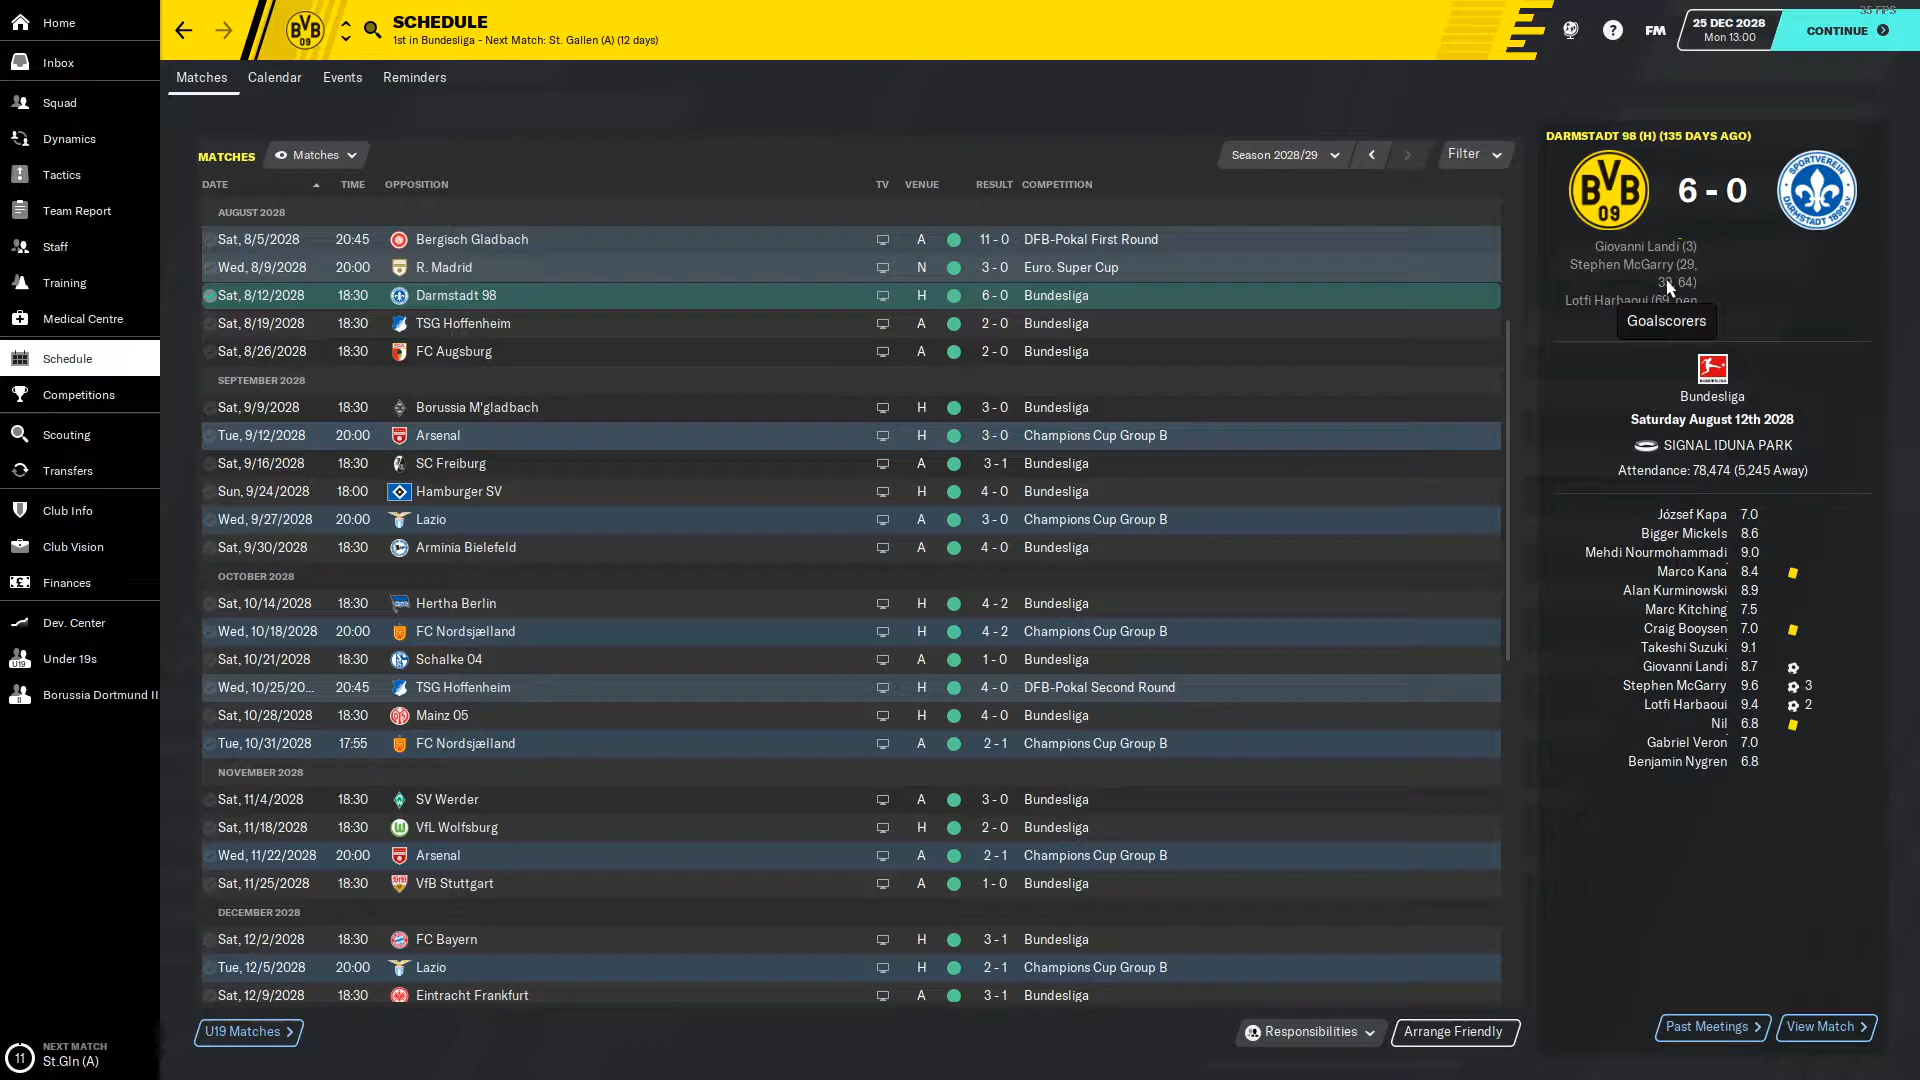 Home
Inbox
Squad
Dynamics
Tactics
Team Report
Staff
Training
Medical Centre
Schedule
Competitions
Scouting
Transfers
Club Info
Club Vision
Finances
Dev. Center
Under 19s
Borussia Dortmund II
11
NEXT MATCH
St.Gln (A)
SCHEDULE
1st in Bundesliga - Next Match: St. Gallen (A) (12 days)
35 FPS
FM
25 DEC 2028
Mon 13:00
CONTINUE
Matches Calendar Events Reminders
MATCHES Matches Season 2028/29 Filter
DATE TIME OPPOSITION TV VENUE RESULT COMPETITION
AUGUST 2028
Sat, 8/5/2028 20:45 Bergisch Gladbach A 11 - 0 DFB-Pokal First Round
Wed, 8/9/2028 20:00 R. Madrid N 3 - 0 Euro. Super Cup
Sat, 8/12/2028 18:30 Darmstadt 98 H 6 - 0 Bundesliga
Sat, 8/19/2028 18:30 TSG Hoffenheim A 2 - 0 Bundesliga
Sat, 8/26/2028 18:30 FC Augsburg A 2 - 0 Bundesliga
SEPTEMBER 2028
Sat, 9/9/2028 18:30 Borussia M'gladbach H 3 - 0 Bundesliga
Tue, 9/12/2028 20:00 Arsenal H 3 - 0 Champions Cup Group B
Sat, 9/16/2028 18:30 SC Freiburg A 3 - 1 Bundesliga
Sun, 9/24/2028 18:00 Hamburger SV H 4 - 0 Bundesliga
Wed, 9/27/2028 20:00 Lazio A 3 - 0 Champions Cup Group B
Sat, 9/30/2028 18:30 Arminia Bielefeld A 4 - 0 Bundesliga
OCTOBER 2028
Sat, 10/14/2028 18:30 Hertha Berlin H 4 - 2 Bundesliga
Wed, 10/18/2028 20:00 FC Nordsjælland H 4 - 2 Champions Cup Group B
Sat, 10/21/2028 18:30 Schalke 04 A 1 - 0 Bundesliga
Wed, 10/25/20... 20:45 TSG Hoffenheim H 4 - 0 DFB-Pokal Second Round
Sat, 10/28/2028 18:30 Mainz 05 H 4 - 0 Bundesliga
Tue, 10/31/2028 17:55 FC Nordsjælland A 2 - 1 Champions Cup Group B
NOVEMBER 2028
Sat, 11/4/2028 18:30 SV Werder A 3 - 0 Bundesliga
Sat, 11/18/2028 18:30 VfL Wolfsburg H 2 - 0 Bundesliga
Wed, 11/22/2028 20:00 Arsenal A 2 - 1 Champions Cup Group B
Sat, 11/25/2028 18:30 VfB Stuttgart A 1 - 0 Bundesliga
DECEMBER 2028
Sat, 12/2/2028 18:30 FC Bayern H 3 - 1 Bundesliga
Tue, 12/5/2028 20:00 Lazio H 2 - 1 Champions Cup Group B
Sat, 12/9/2028 18:30 Eintracht Frankfurt A 3 - 1 Bundesliga
U19 Matches Responsibilities Arrange Friendly
DARMSTADT 98 (H) (135 DAYS AGO)
BVB 09
6 - 0
SPORTVEREIN DARMSTADT 1898 e.V.
Giovanni Landi (3)
Stephen McGarry (29,
64)
Lotfi Harbaoui (69 pen
Goalscorers
BUNDESLIGA
Bundesliga
Saturday August 12th 2028
SIGNAL IDUNA PARK
Attendance: 78,474 (5,245 Away)
József Kapa 7.0
Bigger Mickels 8.6
Mehdi Nourmohammadi 9.0
Marco Kana 8.4
Alan Kurminowski 8.9
Marc Kitching 7.5
Craig Booysen 7.0
Takeshi Suzuki 9.1
Giovanni Landi 8.7
Stephen McGarry 9.6 3
Lotfi Harbaoui 9.4 2
Nil 6.8
Gabriel Veron 7.0
Benjamin Nygren 6.8
Past Meetings View Match